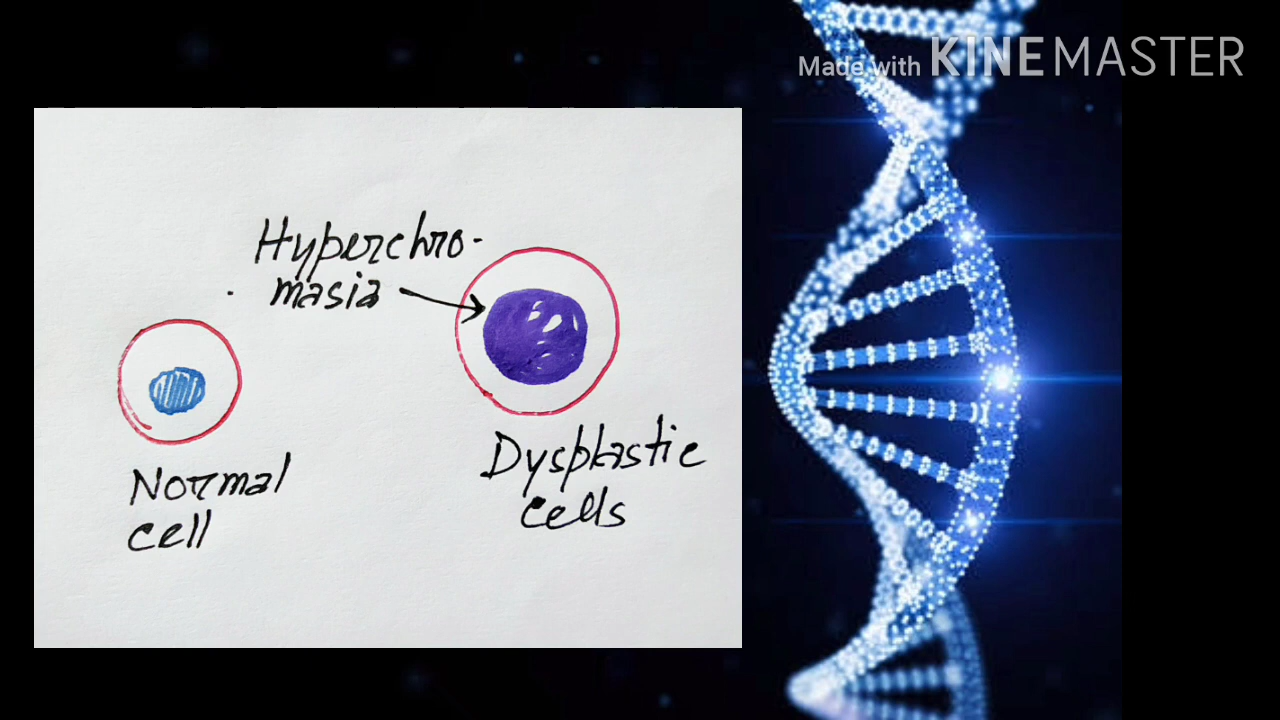 Made with KINEMASTER
Hyperchro-
masia
Normal
cell
Dysplastic
cells